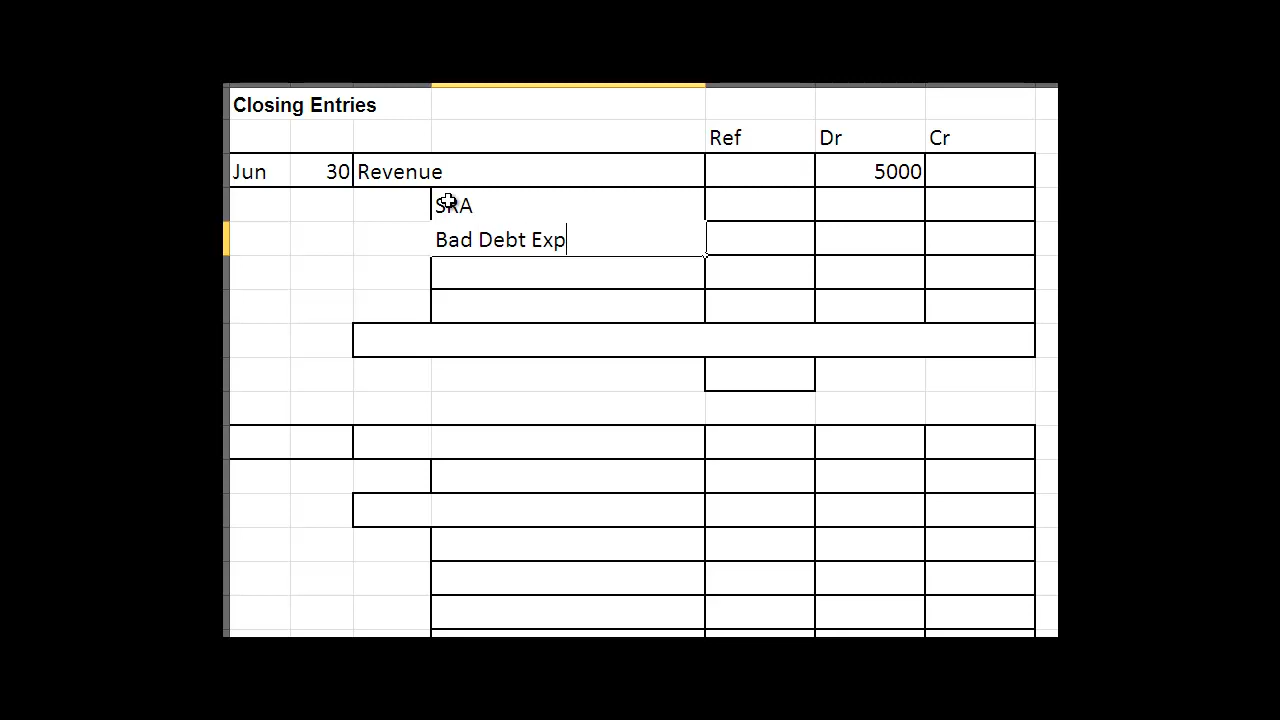 Closing Entries
Ref Dr Cr
Jun 30 Revenue 5000
SRA
Bad Debt Exp